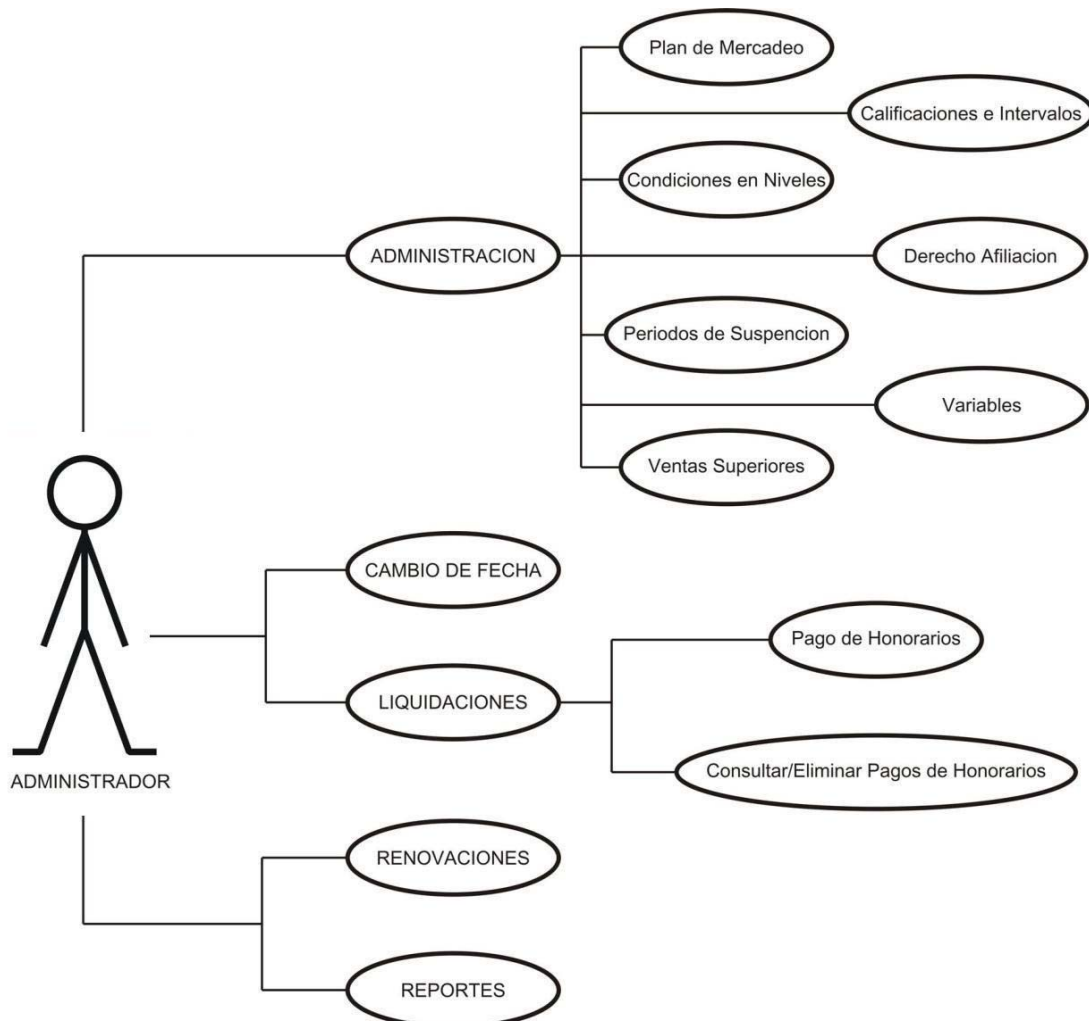 Plan de Mercadeo
Calificaciones e Intervalos
Condiciones en Niveles
ADMINISTRACION
Derecho Afiliacion
Periodos de Suspencion
Variables
Ventas Superiores
CAMBIO DE FECHA
Pago de Honorarios
LIQUIDACIONES
Consultar/Eliminar Pagos de Honorarios
ADMINISTRADOR
RENOVACIONES
REPORTES